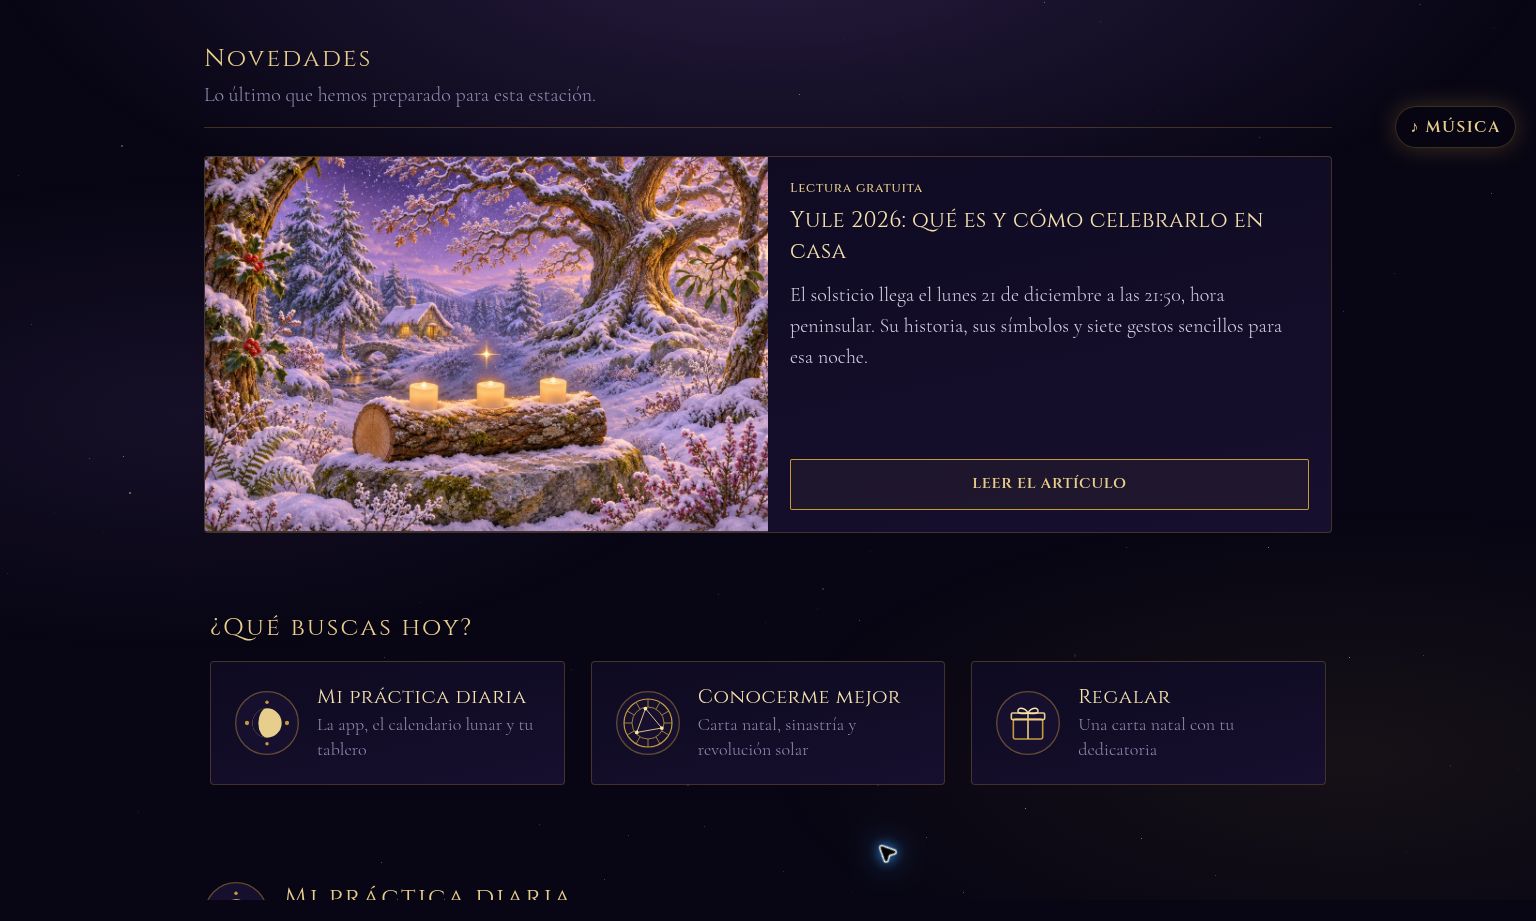 Novedades
Lo último que hemos preparado para esta estación.
♪ MÚSICA
Lectura gratuita
Yule 2026: qué es y cómo celebrarlo en
casa
El solsticio llega el lunes 21 de diciembre a las 21:50, hora
peninsular. Su historia, sus símbolos y siete gestos sencillos para
esa noche.
LEER EL ARTÍCULO
¿Qué buscas hoy?
Mi práctica diaria
La app, el calendario lunar y tu
tablero
Conocerme mejor
Carta natal, sinastría y
revolución solar
Regalar
Una carta natal con tu
dedicatoria
Mi práctica diaria